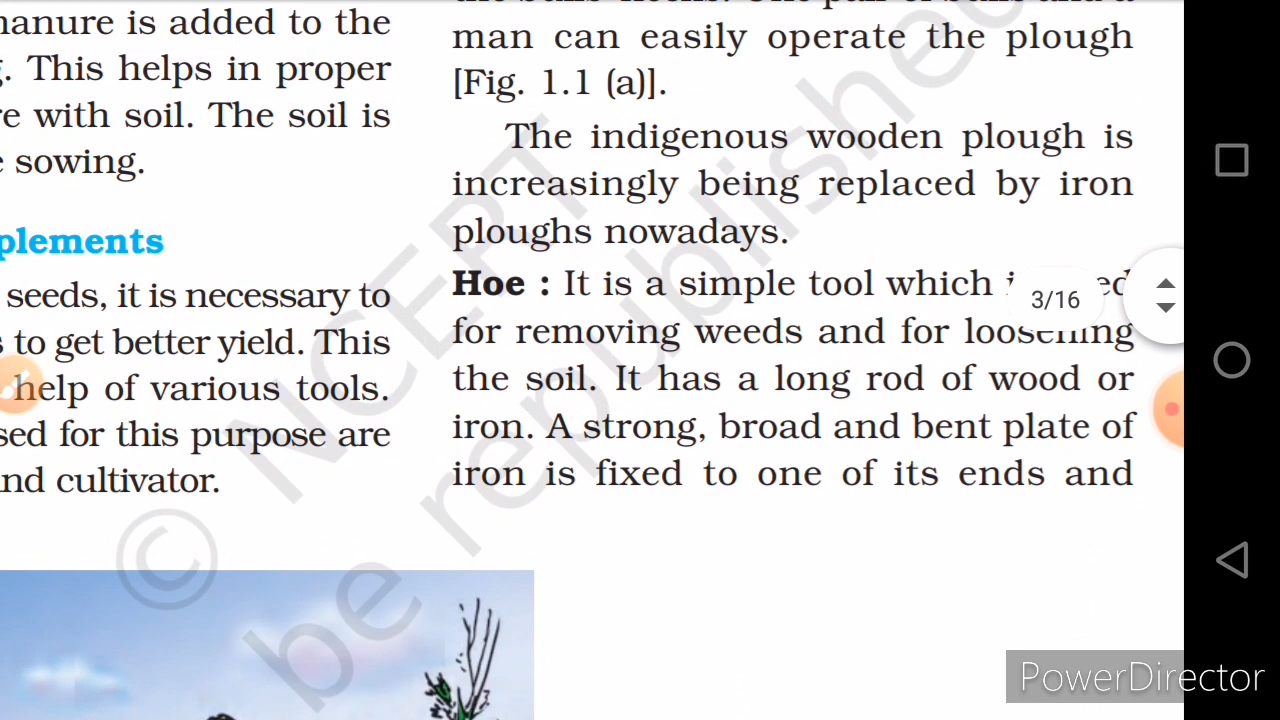 manure is added to the
This helps in proper
with soil. The soil is
sowing.
seeds, it is necessary to
to get better yield. This
help of various tools.
for this purpose are
cultivator.
man can easily operate the plough
[Fig. 1.1 (a)].
The indigenous wooden plough is
increasingly being replaced by iron
ploughs nowadays.
Hoe : It is a simple tool which
for removing weeds and for loosening
the soil. It has a long rod of wood or
iron. A strong, broad and bent plate of
iron is fixed to one of its ends and
3/16
© NCERT
be republished
PowerDirector